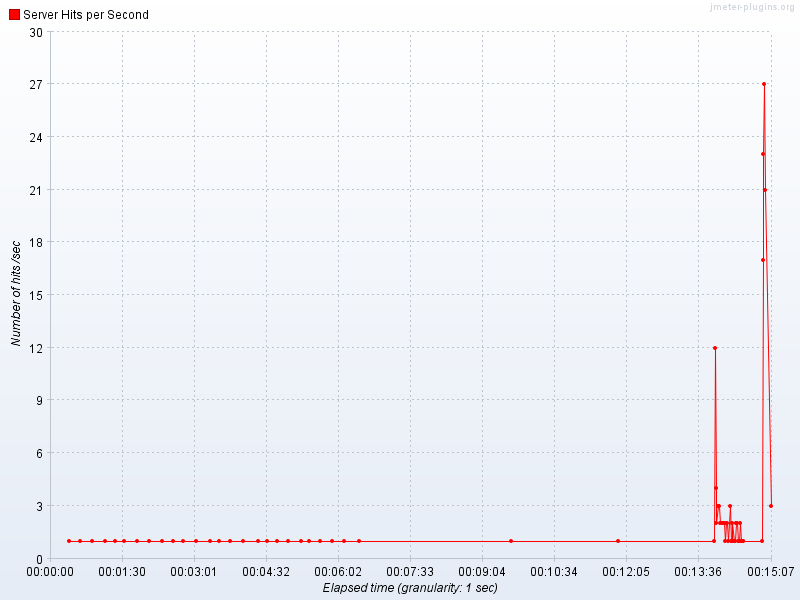 jmeter-plugins.org
Server Hits per Second
30
27
24
21
18
15
12
9
6
3
0
Number of hits /sec
00:00:00 00:01:30 00:03:01 00:04:32 00:06:02 00:07:33 00:09:04 00:10:34 00:12:05 00:13:36 00:15:07
Elapsed time (granularity: 1 sec)